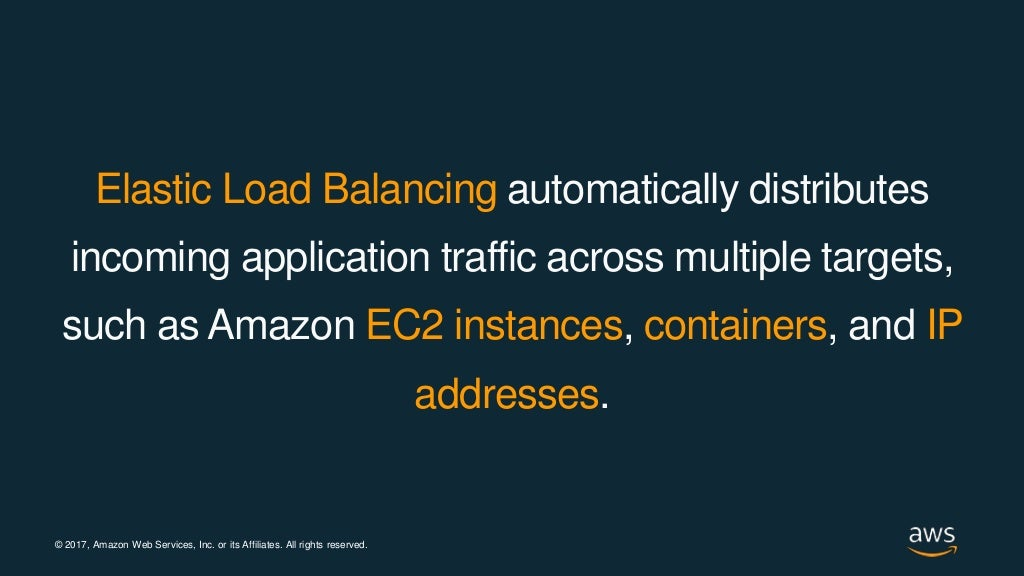 Elastic Load Balancing automatically distributes
incoming application traffic across multiple targets,
such as Amazon EC2 instances, containers, and IP
addresses.
© 2017, Amazon Web Services, Inc. or its Affiliates. All rights reserved.
aws